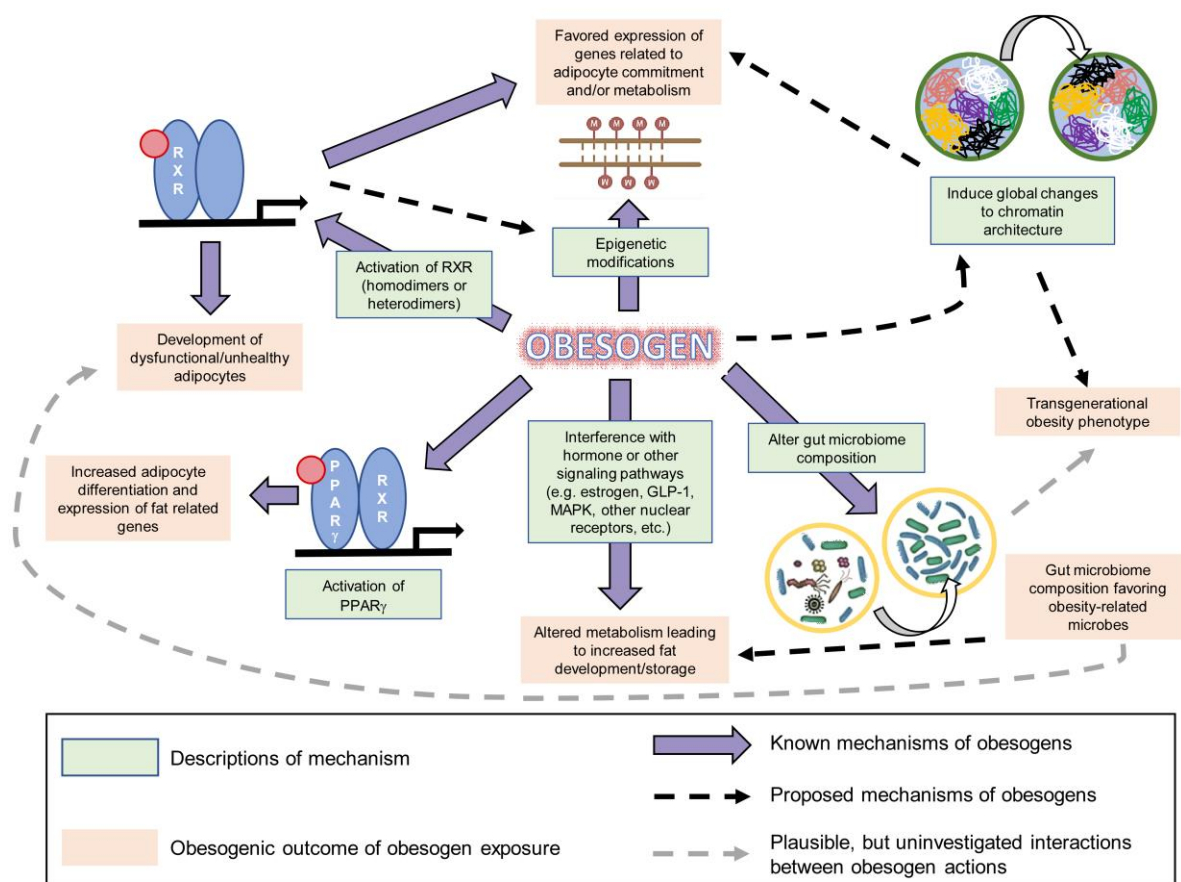 Favored expression of
genes related to
adipocyte commitment
and/or metabolism
M M M M
M M M
R
X
R
Induce global changes
to chromatin
architecture
Epigenetic
modifications
Activation of RXR
(homodimers or
heterodimers)
OBESOGEN
Development of
dysfunctional/unhealthy
adipocytes
Transgenerational
obesity phenotype
Interference with
hormone or other
signaling pathways
(e.g. estrogen, GLP-1,
MAPK, other nuclear
receptors, etc.)
Alter gut microbiome
composition
Increased adipocyte
differentiation and
expression of fat related
genes
P
P
A
R
γ
R
X
R
Activation of
PPARγ
Gut microbiome
composition favoring
obesity-related
microbes
Altered metabolism leading
to increased fat
development/storage
Descriptions of mechanism
Known mechanisms of obesogens
Proposed mechanisms of obesogens
Obesogenic outcome of obesogen exposure
Plausible, but uninvestigated interactions
between obesogen actions